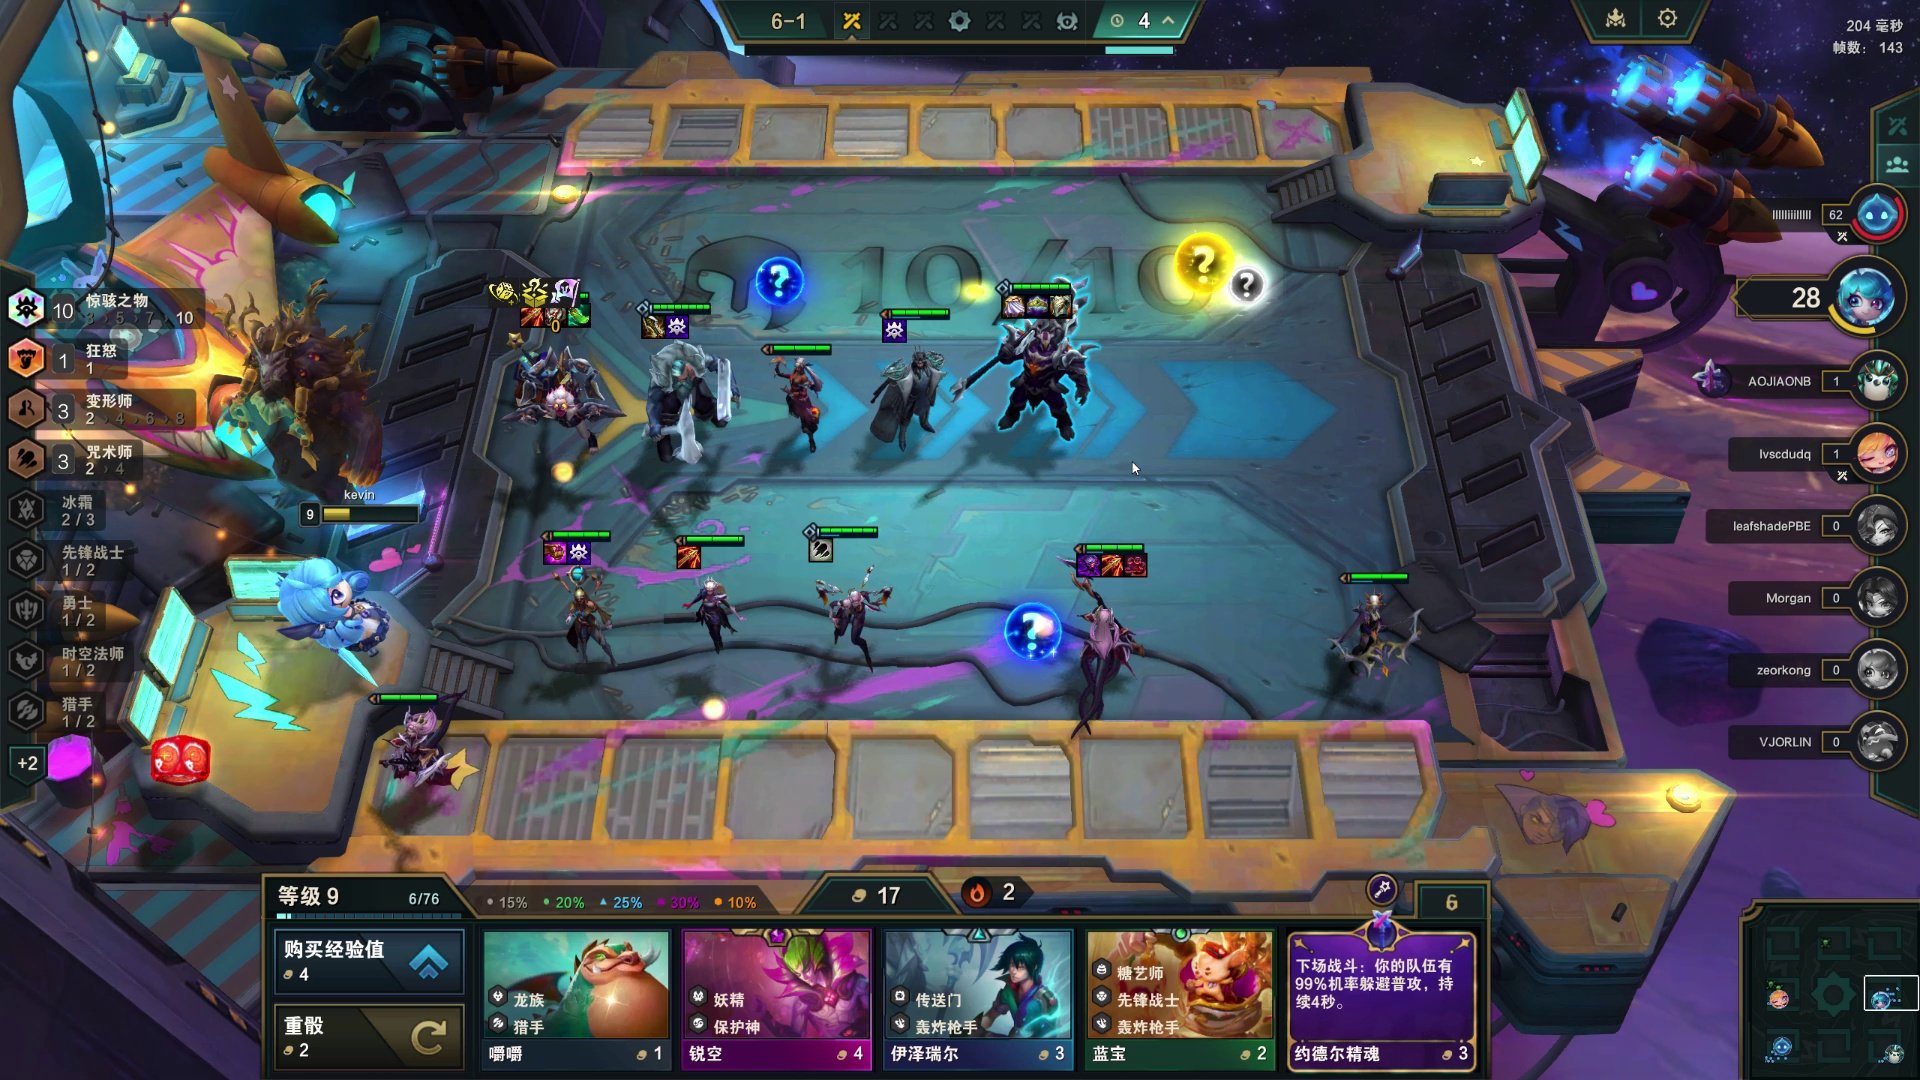 6-1
4
204 毫秒
帧数： 143
10/10
10
惊骇之物
3 › 5 › 7 › 10
1
狂怒
1
3
变形师
2 › 4 › 6 › 8
3
咒术师
2 › 4
冰霜
2 / 3
先锋战士
1 / 2
勇士
1 / 2
时空法师
1 / 2
猎手
1 / 2
+2
0
kevin
9
62
28
AOJIAONB
1
lvscdudq
1
leafshadePBE
0
Morgan
0
zeorkong
0
VJORLIN
0
等级 9
6/76
15%
20%
25%
30%
10%
17
2
6
购买经验值
4
重骰
2
龙族
猎手
嚼嚼
1
妖精
保护神
锐空
4
传送门
轰炸枪手
伊泽瑞尔
3
糖艺师
先锋战士
轰炸枪手
蓝宝
2
下场战斗：你的队伍有
99%机率躲避普攻，持
续4秒。
约德尔精魂
3